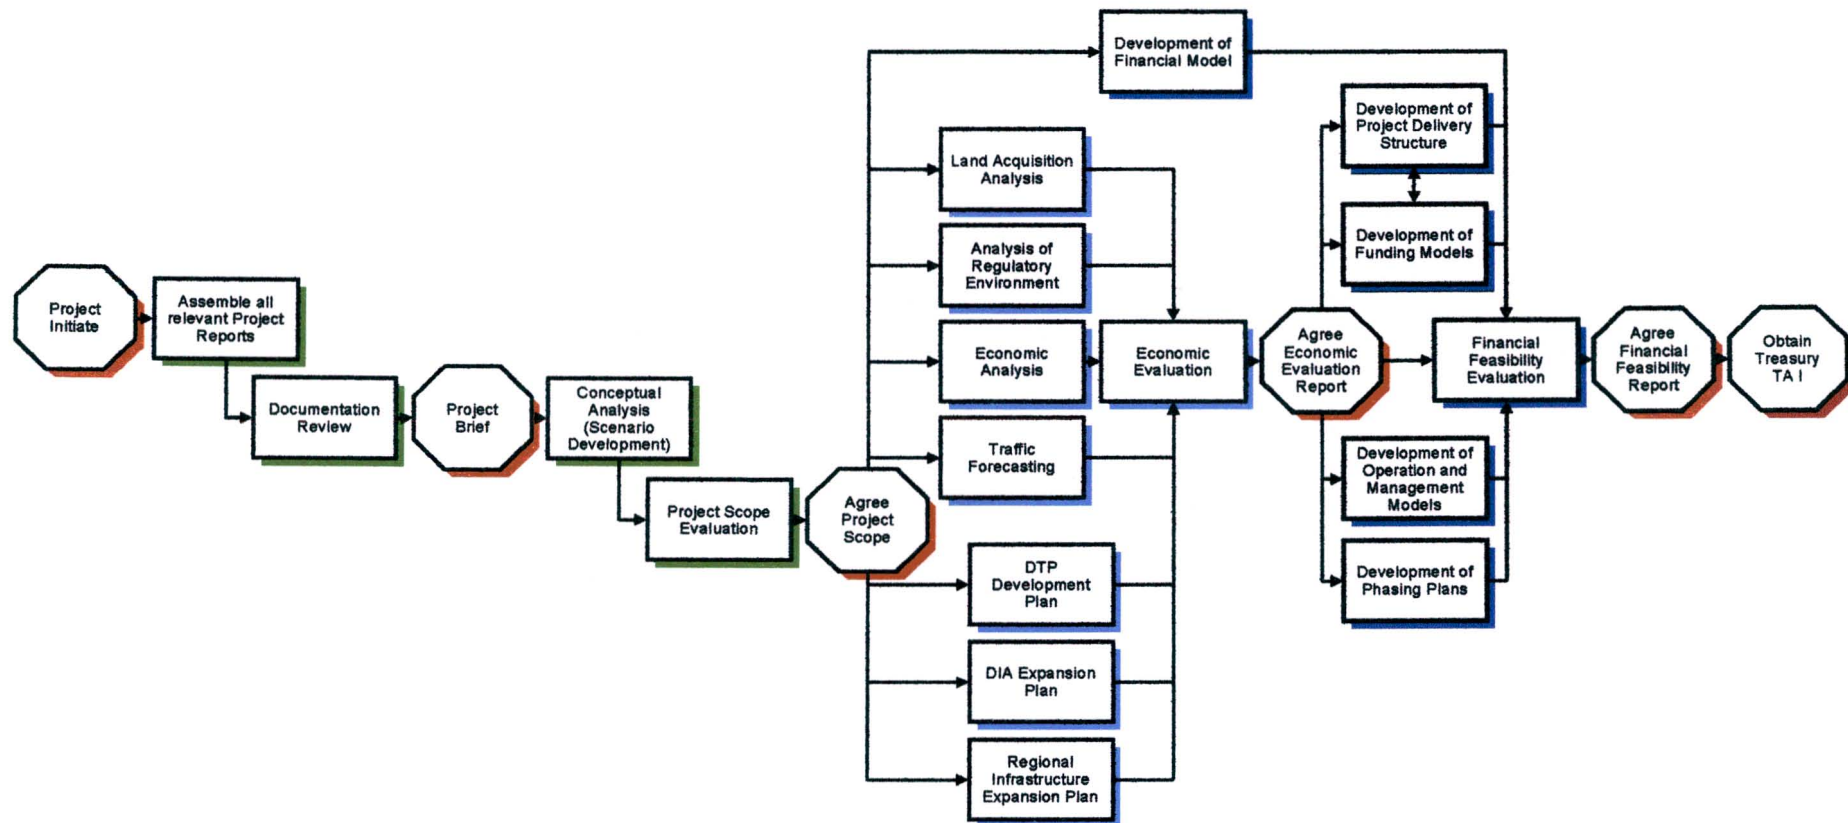 Project
Initiate
Assemble all
relevant Project
Reports
Documentation
Review
Project
Brief
Conceptual
Analysis
(Scenario
Development)
Project Scope
Evaluation
Agree
Project
Scope
Development of
Financial Model
Land Acquisition
Analysis
Analysis of
Regulatory
Environment
Economic
Analysis
Traffic
Forecasting
DTP
Development
Plan
DIA Expansion
Plan
Regional
Infrastructure
Expansion Plan
Economic
Evaluation
Agree
Economic
Evaluation
Report
Development of
Project Delivery
Structure
Development of
Funding Models
Development of
Operation and
Management
Models
Development of
Phasing Plans
Financial
Feasibility
Evaluation
Agree
Financial
Feasibility
Report
Obtain
Treasury
TA I